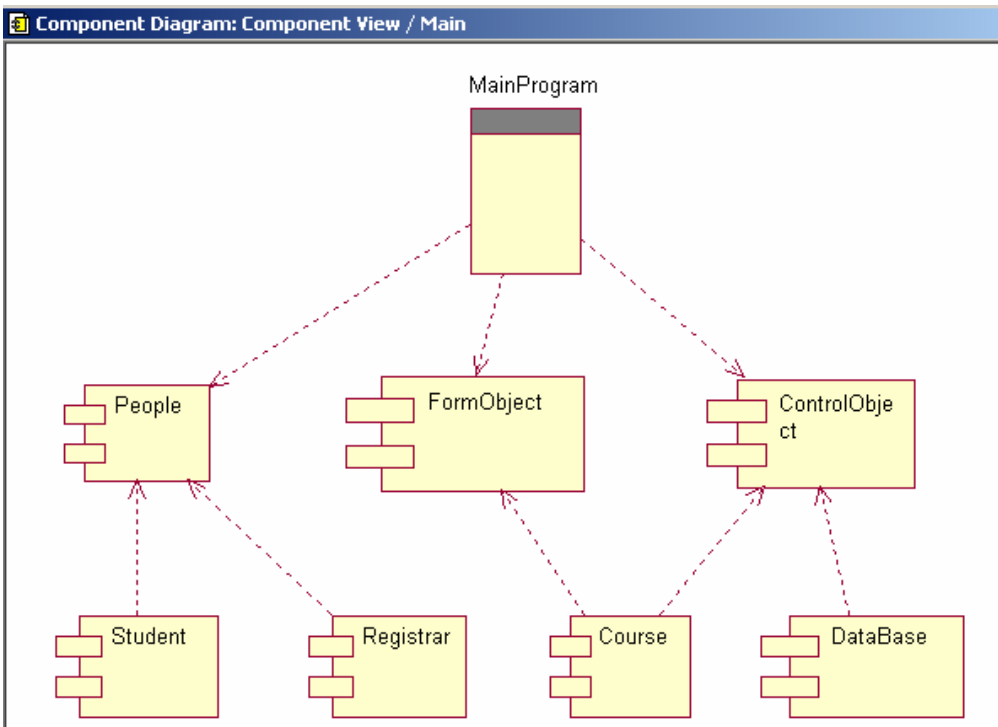 Component Diagram: Component View / Main
MainProgram
People
FormObject
ControlObje
ct
Student
Registrar
Course
DataBase